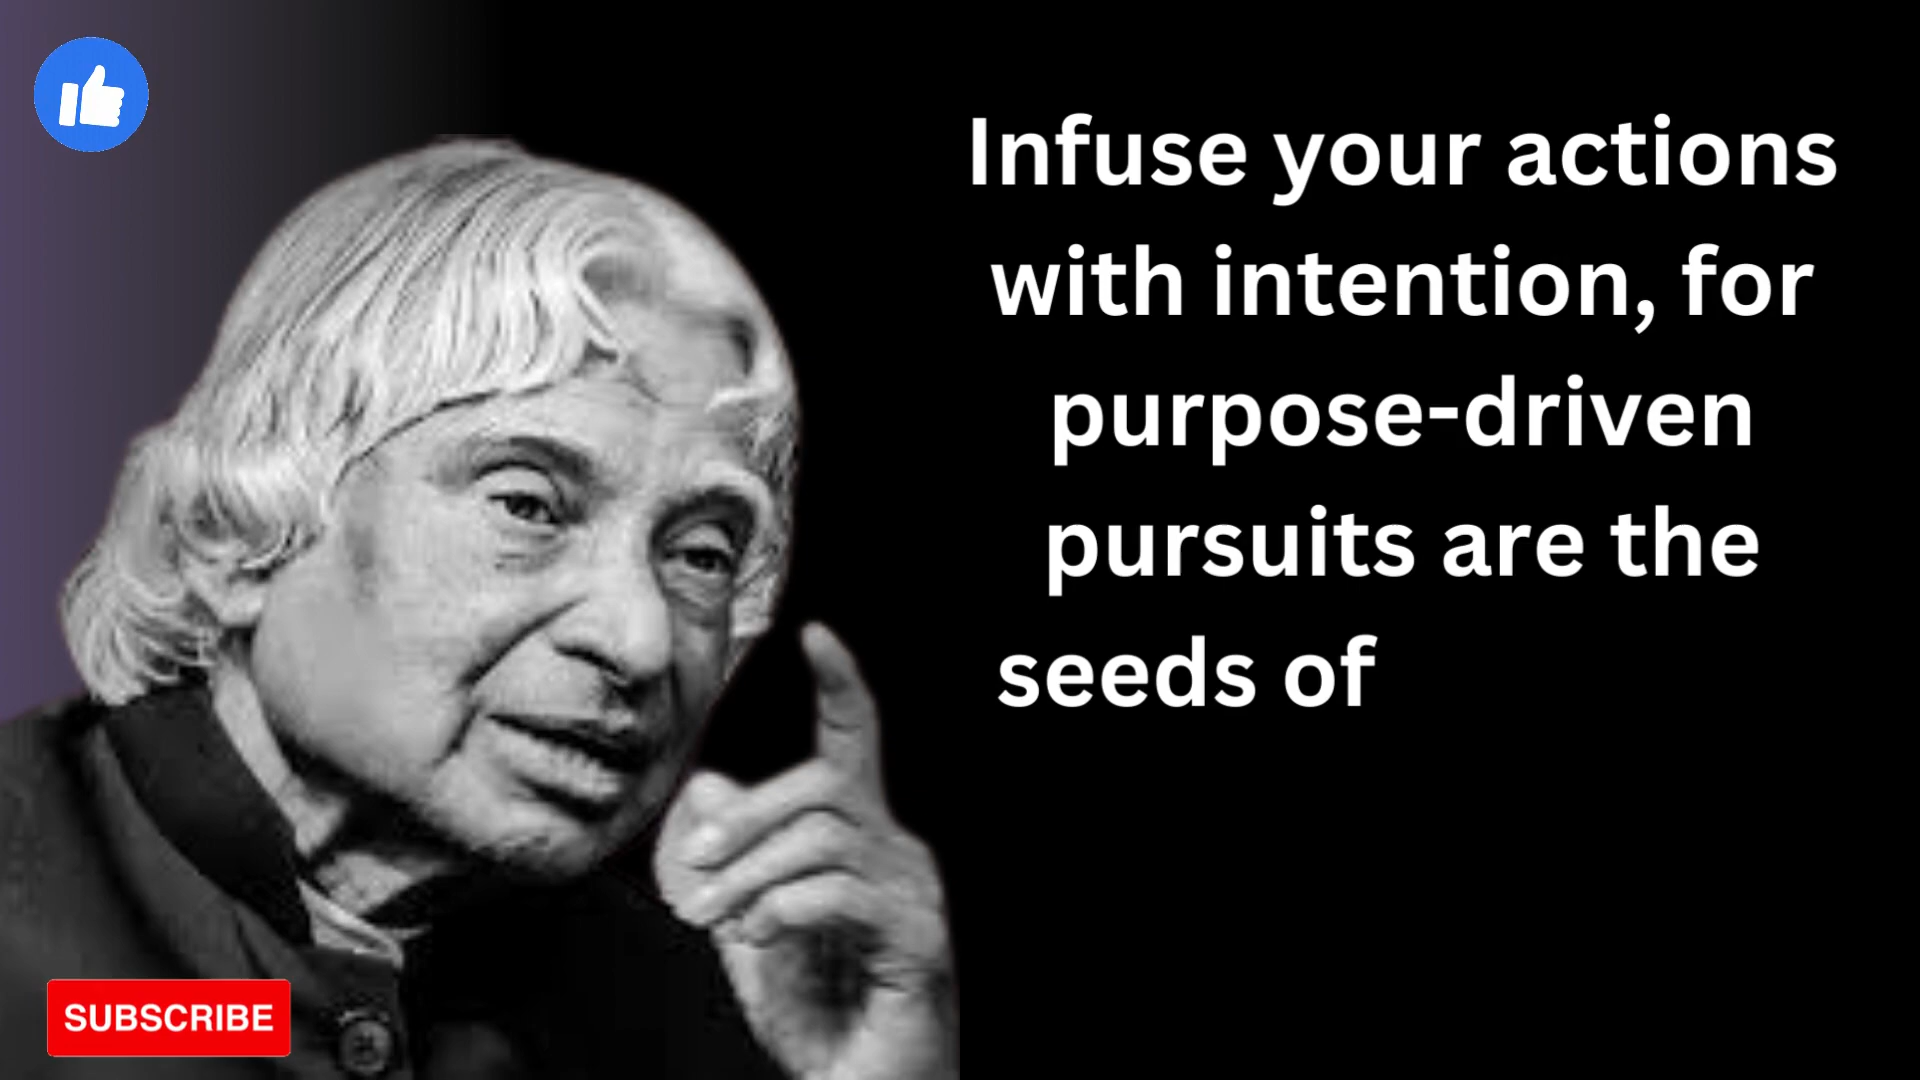 Infuse your actions
with intention, for
purpose-driven
pursuits are the
seeds of
SUBSCRIBE